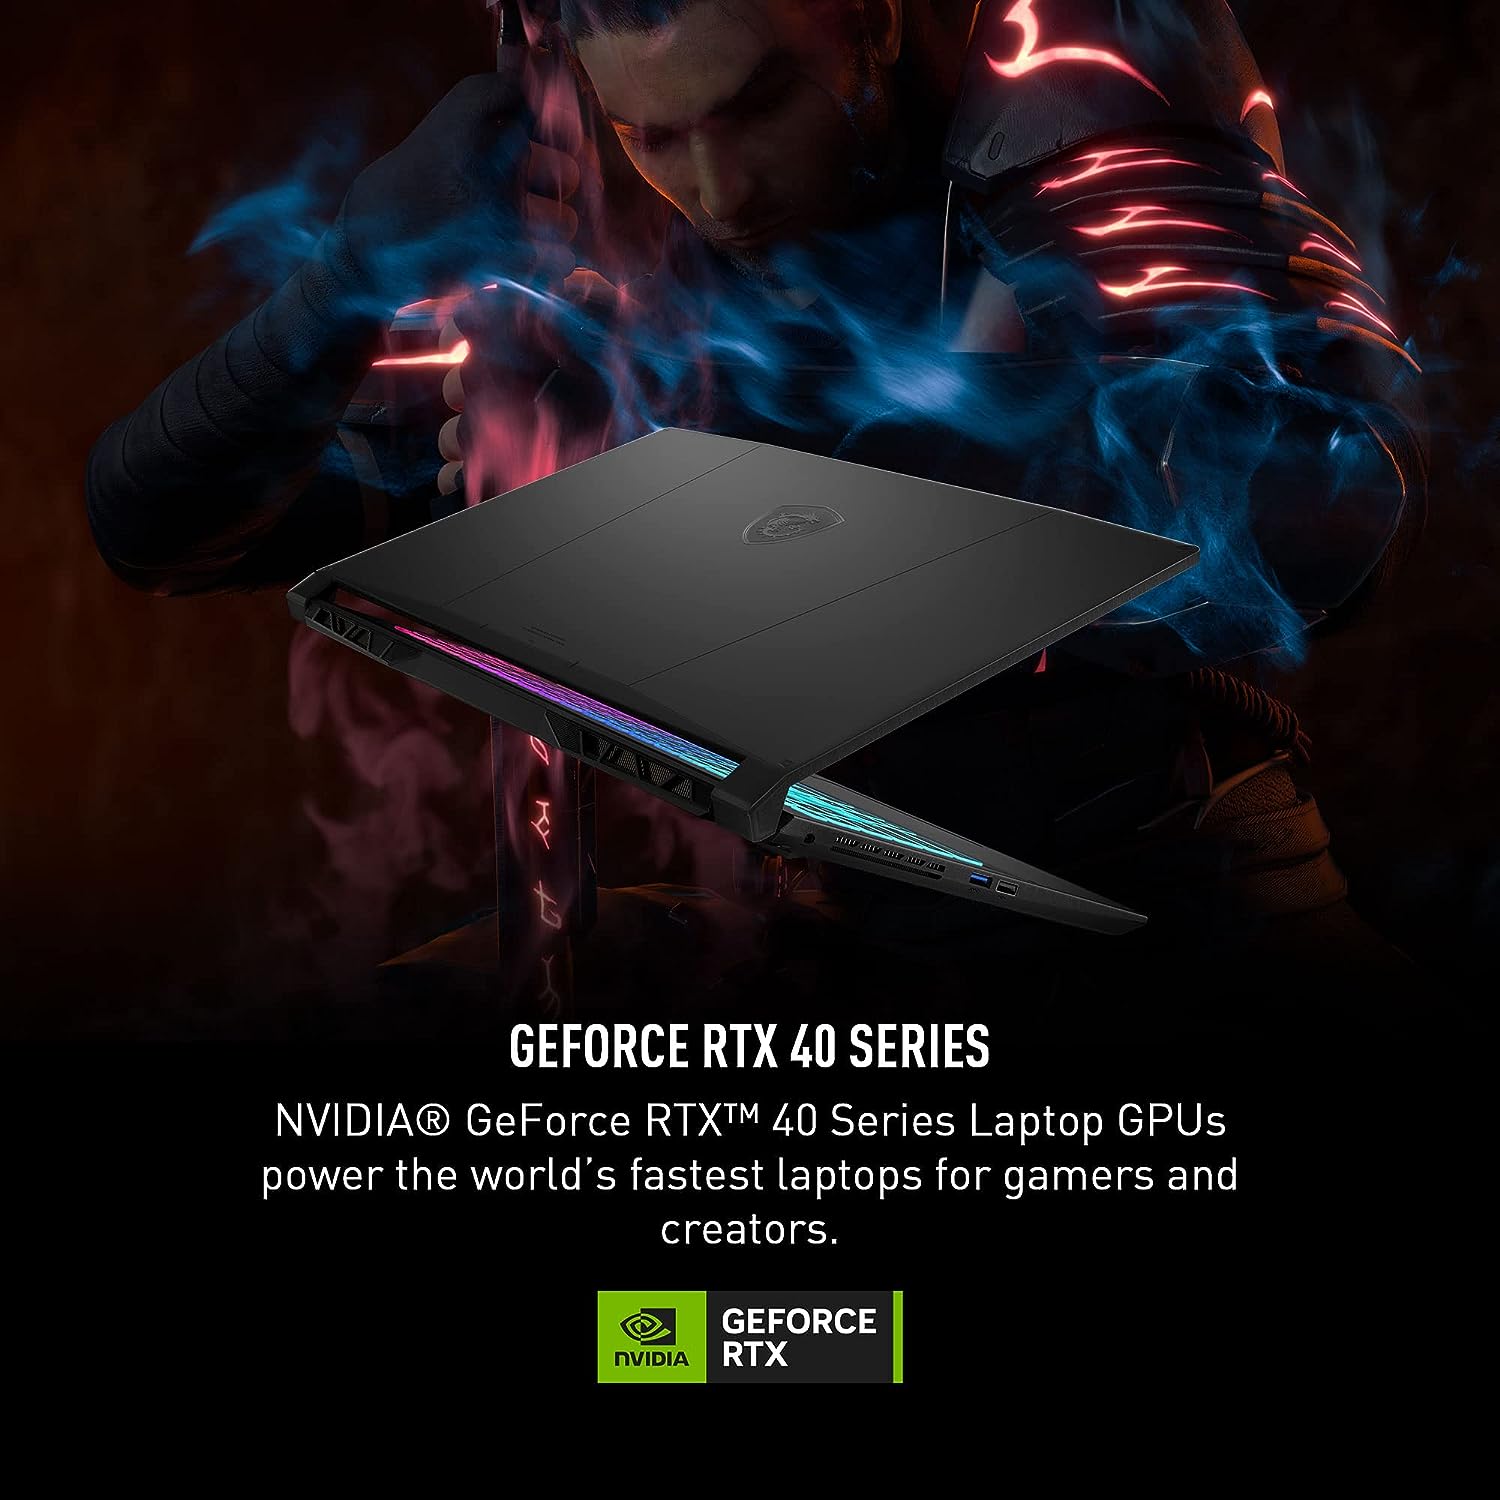 GEFORCE RTX 40 SERIES
NVIDIA® GeForce RTX™ 40 Series Laptop GPUs
power the world's fastest laptops for gamers and
creators.
NVIDIA
GEFORCE
RTX